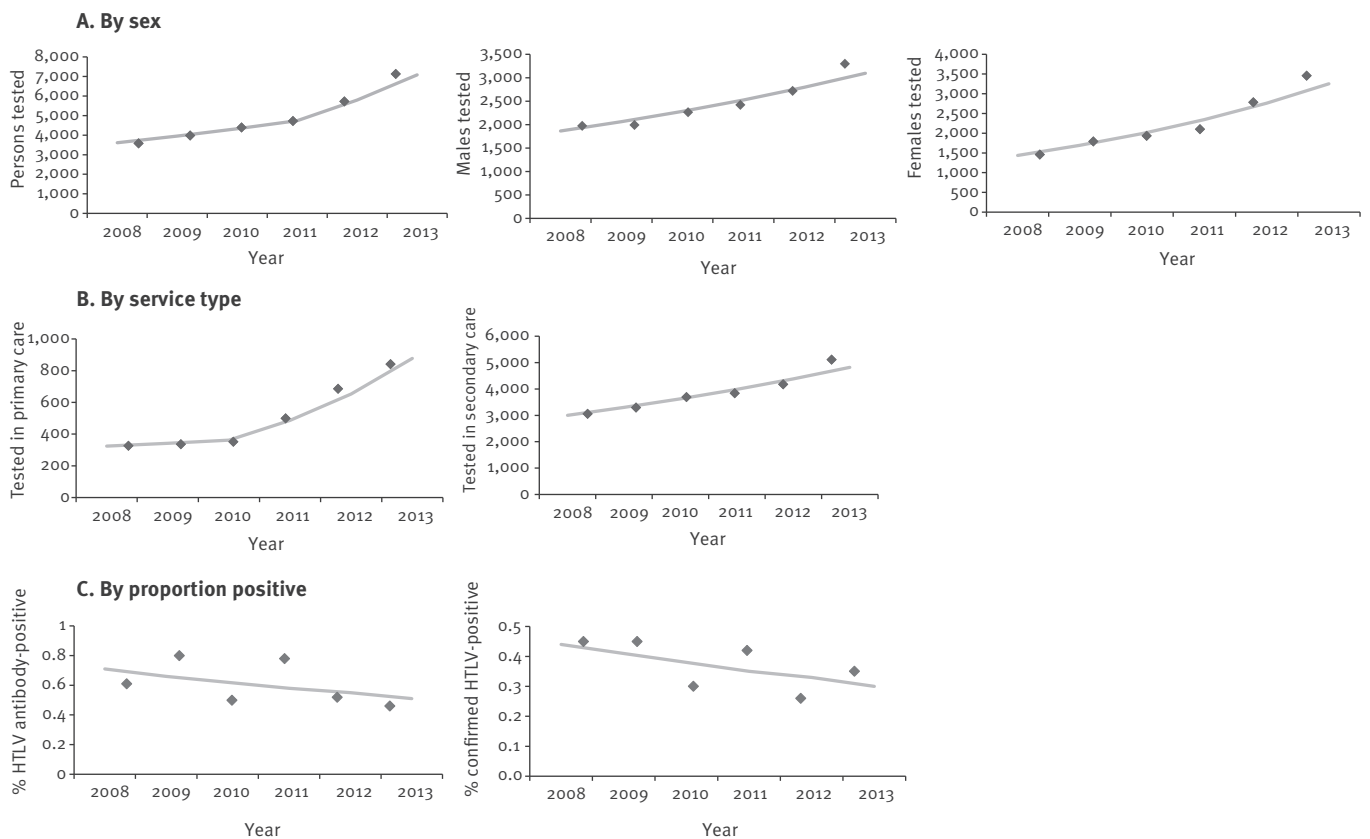 A. By sex
Persons tested
8,000
7,000
6,000
5,000
4,000
3,000
2,000
1,000
0
2008 2009 2010 2011 2012 2013
Year
Males tested
3,500
3,000
2,500
2,000
1,500
1,000
500
0
2008 2009 2010 2011 2012 2013
Year
Females tested
4,000
3,500
3,000
2,500
2,000
1,500
1,000
500
0
2008 2009 2010 2011 2012 2013
Year
B. By service type
Tested in primary care
1,000
800
600
400
200
0
2008 2009 2010 2011 2012 2013
Year
Tested in secondary care
6,000
5,000
4,000
3,000
2,000
1,000
0
2008 2009 2010 2011 2012 2013
Year
C. By proportion positive
% HTLV antibody-positive
1
0.8
0.6
0.4
0.2
0
2008 2009 2010 2011 2012 2013
Year
% confirmed HTLV-positive
0.5
0.4
0.3
0.2
0.1
0.0
2008 2009 2010 2011 2012 2013
Year